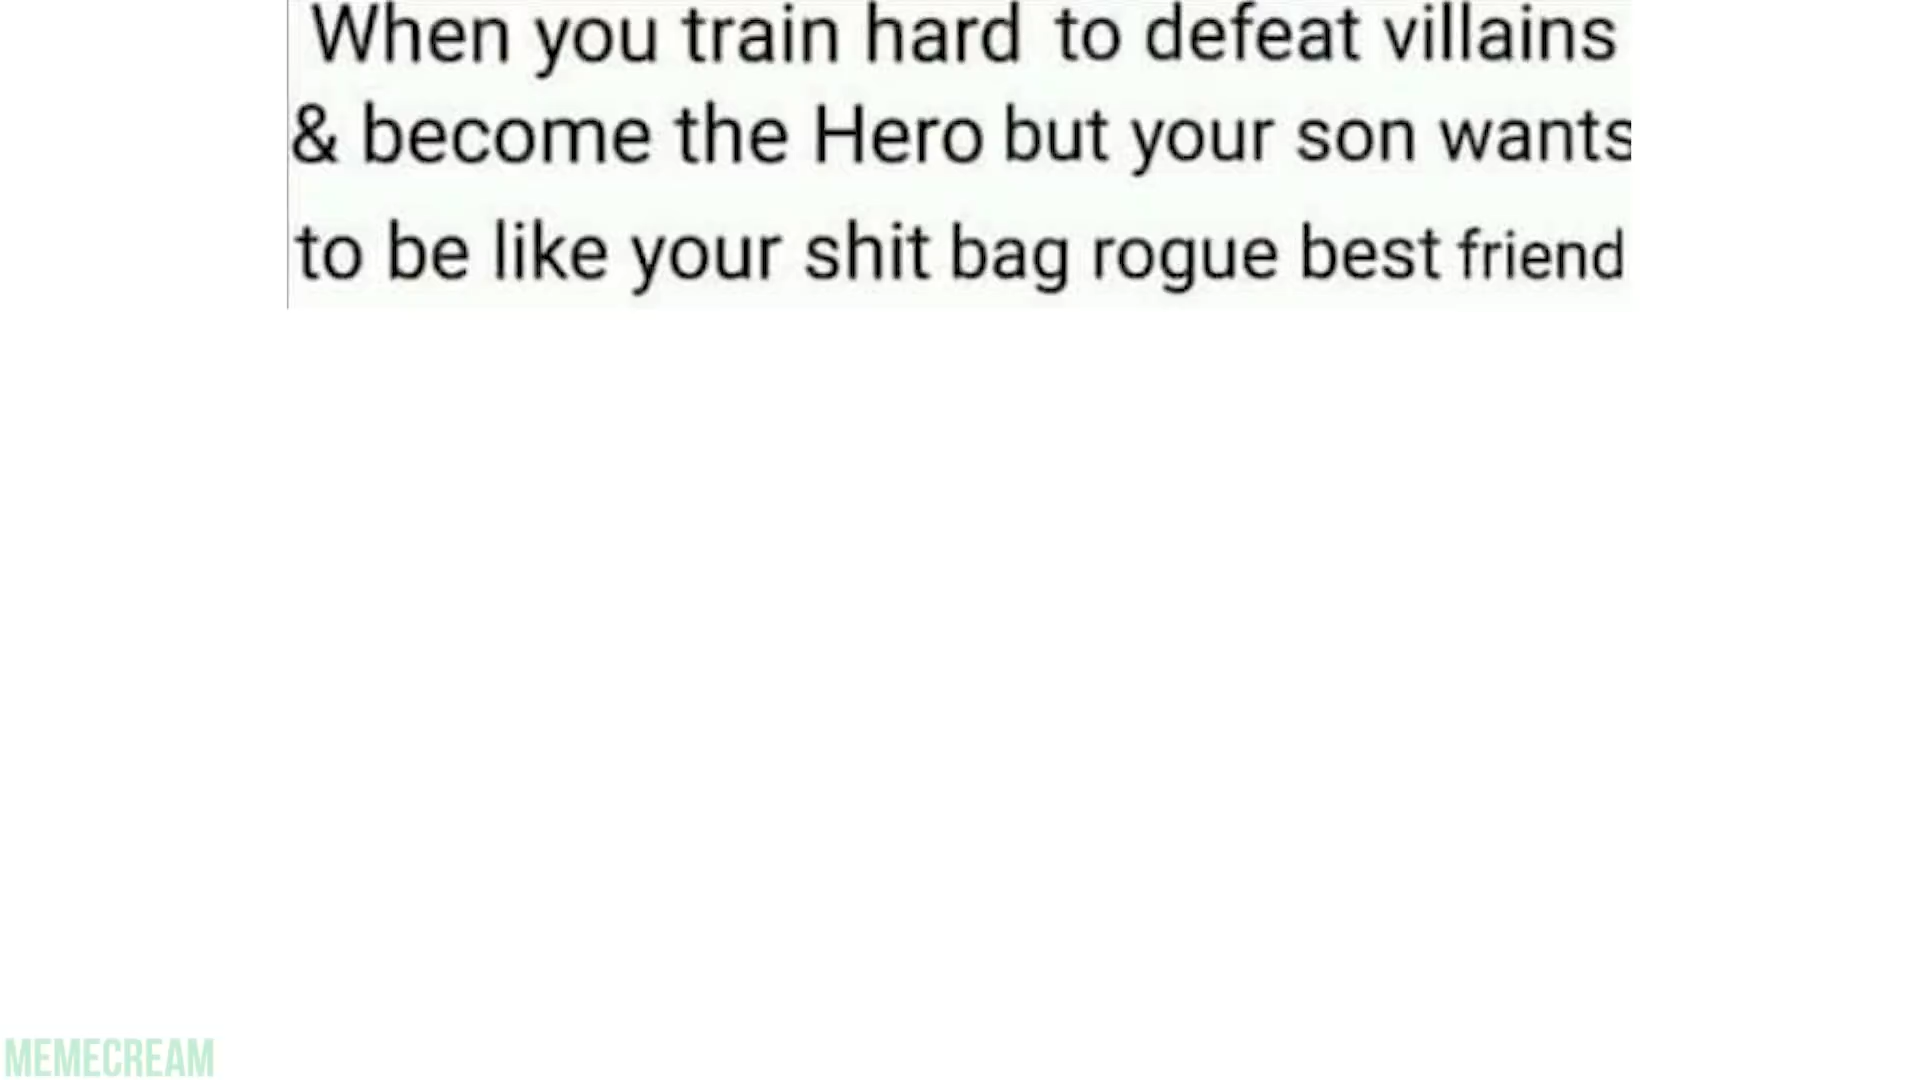 When you train hard to defeat villains
& become the Hero but your son wants
to be like your shit bag rogue best friend
MEMECREAM